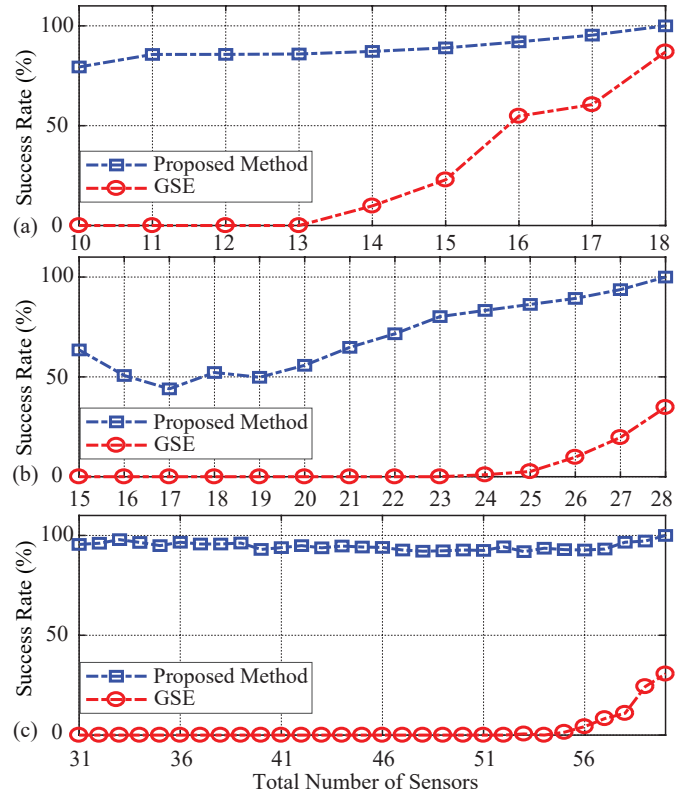 100
50
0
Success Rate (%)
Proposed Method
GSE
(a)
10 11 12 13 14 15 16 17 18
100
50
0
Success Rate (%)
Proposed Method
GSE
(b)
15 16 17 18 19 20 21 22 23 24 25 26 27 28
100
50
0
Success Rate (%)
Proposed Method
GSE
(c)
31 36 41 46 51 56
Total Number of Sensors